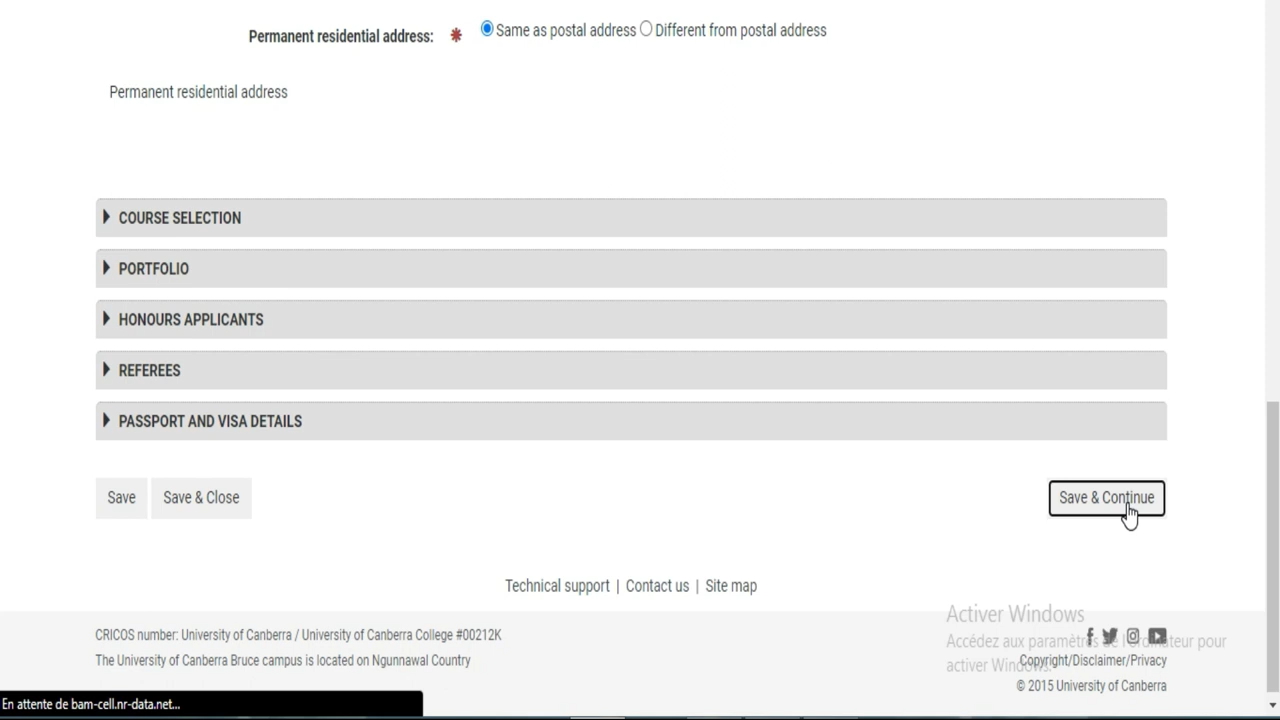 Permanent residential address: * Same as postal address Different from postal address
Permanent residential address
COURSE SELECTION
PORTFOLIO
HONOURS APPLICANTS
REFEREES
PASSPORT AND VISA DETAILS
Save Save & Close Save & Continue
Technical support | Contact us | Site map
Activer Windows
CRICOS number: University of Canberra / University of Canberra College #00212K
Accédez aux paramètres de l'ordinateur pour
The University of Canberra Bruce campus is located on Ngunnawal Country
activer Windows.
Copyright/Disclaimer/Privacy
© 2015 University of Canberra
En attente de bam-cell.nr-data.net...